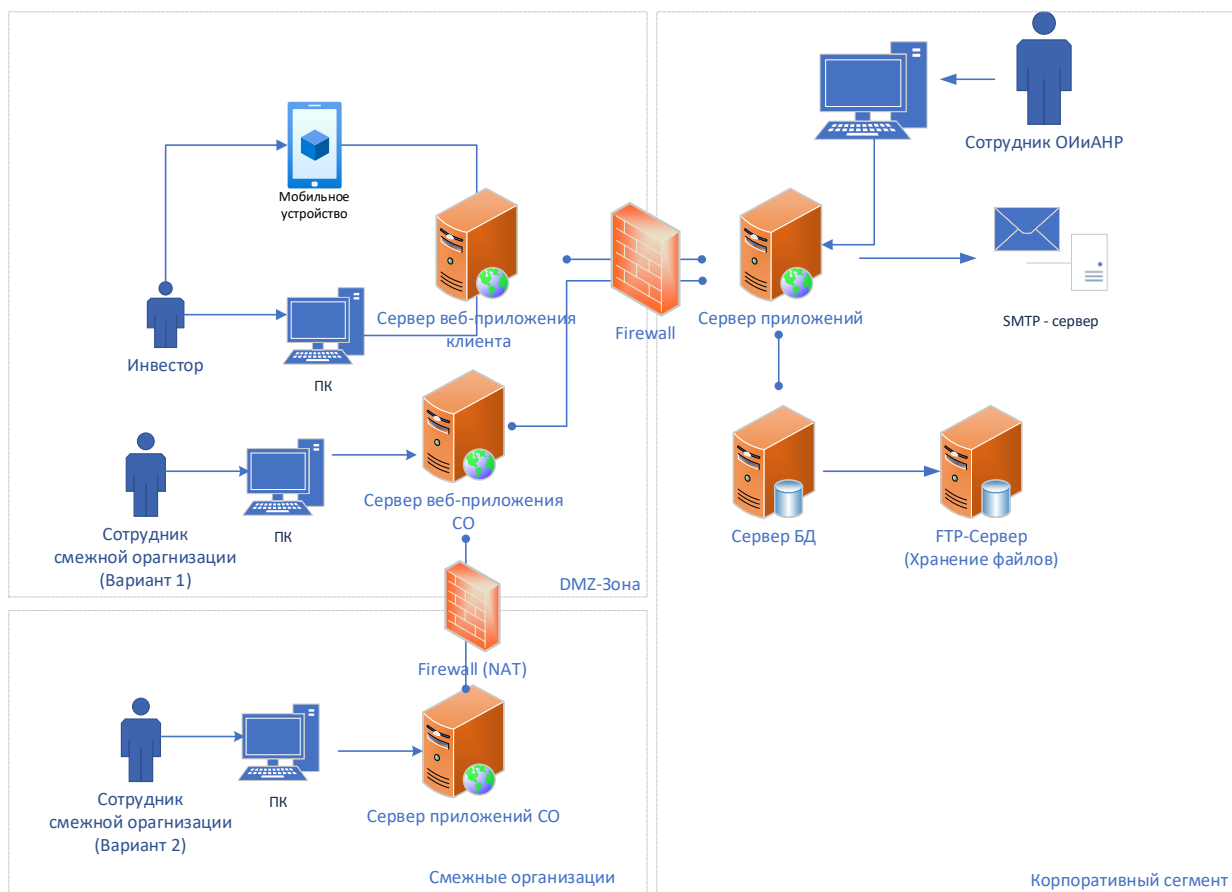 Сотрудник ОИиАНР
Мобильное
устройство
Сервер веб-приложения
клиента
Firewall
Сервер приложений
SMTP - сервер
Инвестор
ПК
Сервер веб-приложения
СО
ПК
Сотрудник
смежной орагнизации
(Вариант 1)
Сервер БД
FTP-Сервер
(Хранение файлов)
DMZ-Зона
Firewall (NAT)
Сотрудник
смежной орагнизации
(Вариант 2)
ПК
Сервер приложений СО
Смежные организации
Корпоративный сегмент